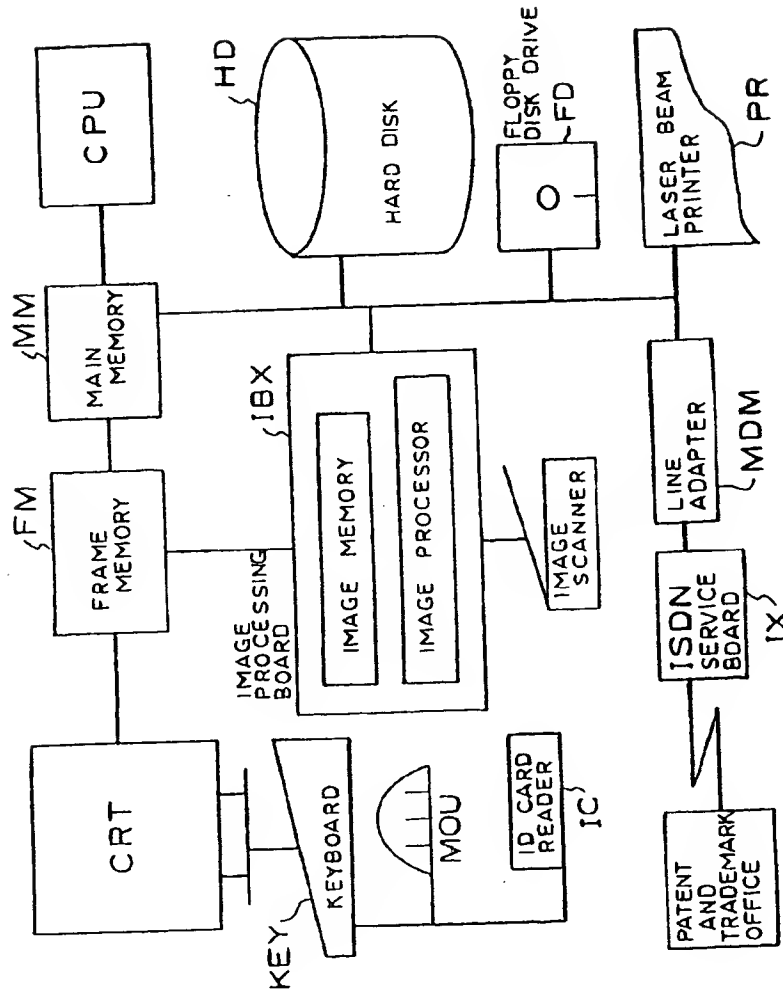 CRT
FM
FRAME
MEMORY
MM
MAIN
MEMORY
CPU
KEY
KEYBOARD
MOU
ID CARD
READER
IC
IMAGE
PROCESSING
BOARD
IBX
IMAGE MEMORY
IMAGE PROCESSOR
IMAGE
SCANNER
HD
HARD DISK
FLOPPY
DISK DRIVE
FD
LASER BEAM
PRINTER
PR
PATENT
AND
TRADEMARK
OFFICE
ISDN
SERVICE
BOARD
IX
LINE
ADAPTER
MDM